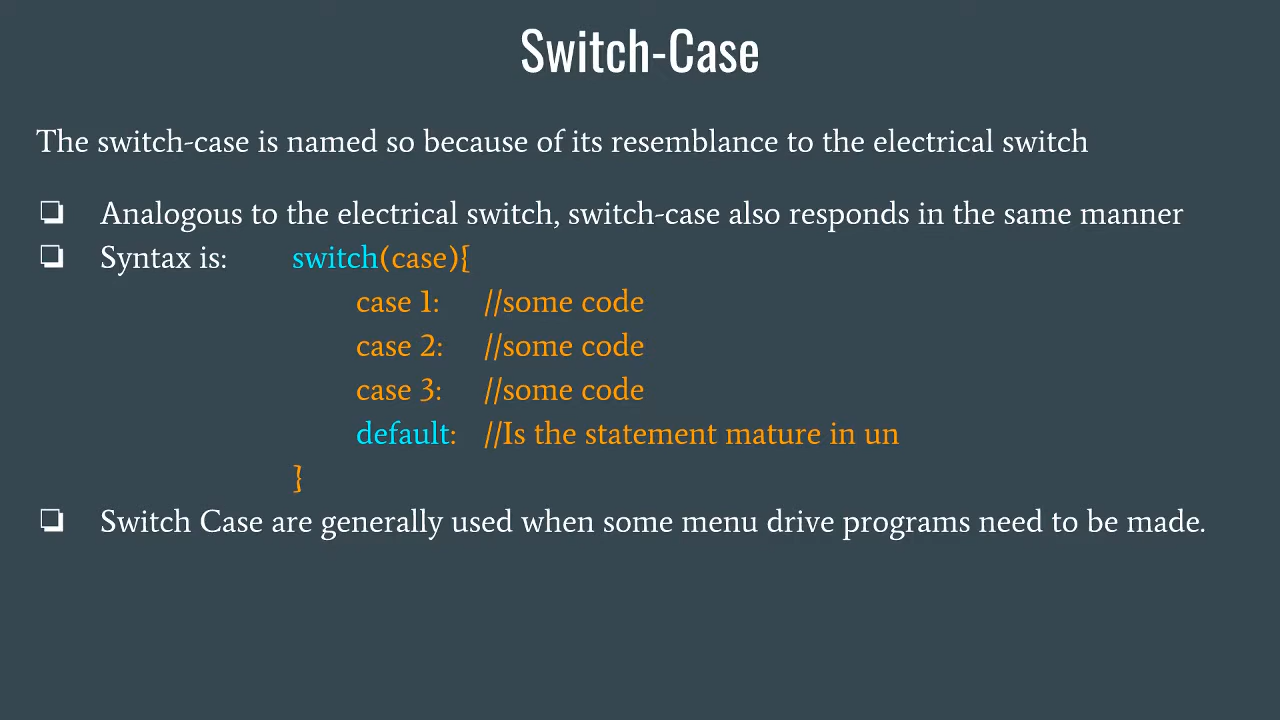 Switch-Case
The switch-case is named so because of its resemblance to the electrical switch
❏ Analogous to the electrical switch, switch-case also responds in the same manner
❏ Syntax is: switch(case){
case 1: //some code
case 2: //some code
case 3: //some code
default: //Is the statement mature in un
}
❏ Switch Case are generally used when some menu drive programs need to be made.